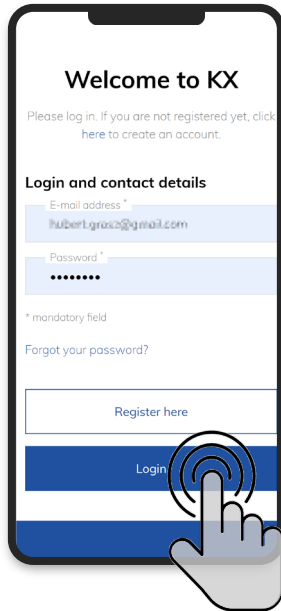 Welcome to KX
Please log in. If you are not registered yet, click
here to create an account.
Login and contact details
E-mail address *
Password *
••••••••
* mandatory field
Forgot your password?
Register here
Login